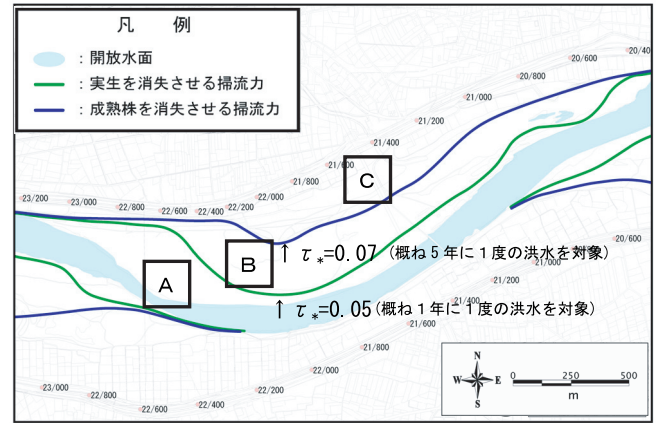 凡 例
：開放水面
：実生を消失させる掃流力
：成熟株を消失させる掃流力
20/400
20/600
20/800
21/000
21/200
21/400
21/600
21/800
22/000
22/200
22/400
22/600
22/800
23/000
23/200
A
B
C
↑τ*=0.07 (概ね5年に1度の洪水を対象)
↑τ*=0.05 (概ね1年に1度の洪水を対象)
20/600
21/000
21/200
21/400
21/600
21/800
22/000
22/200
22/400
22/600
22/800
23/000
N
W E
S
0 250 500
m